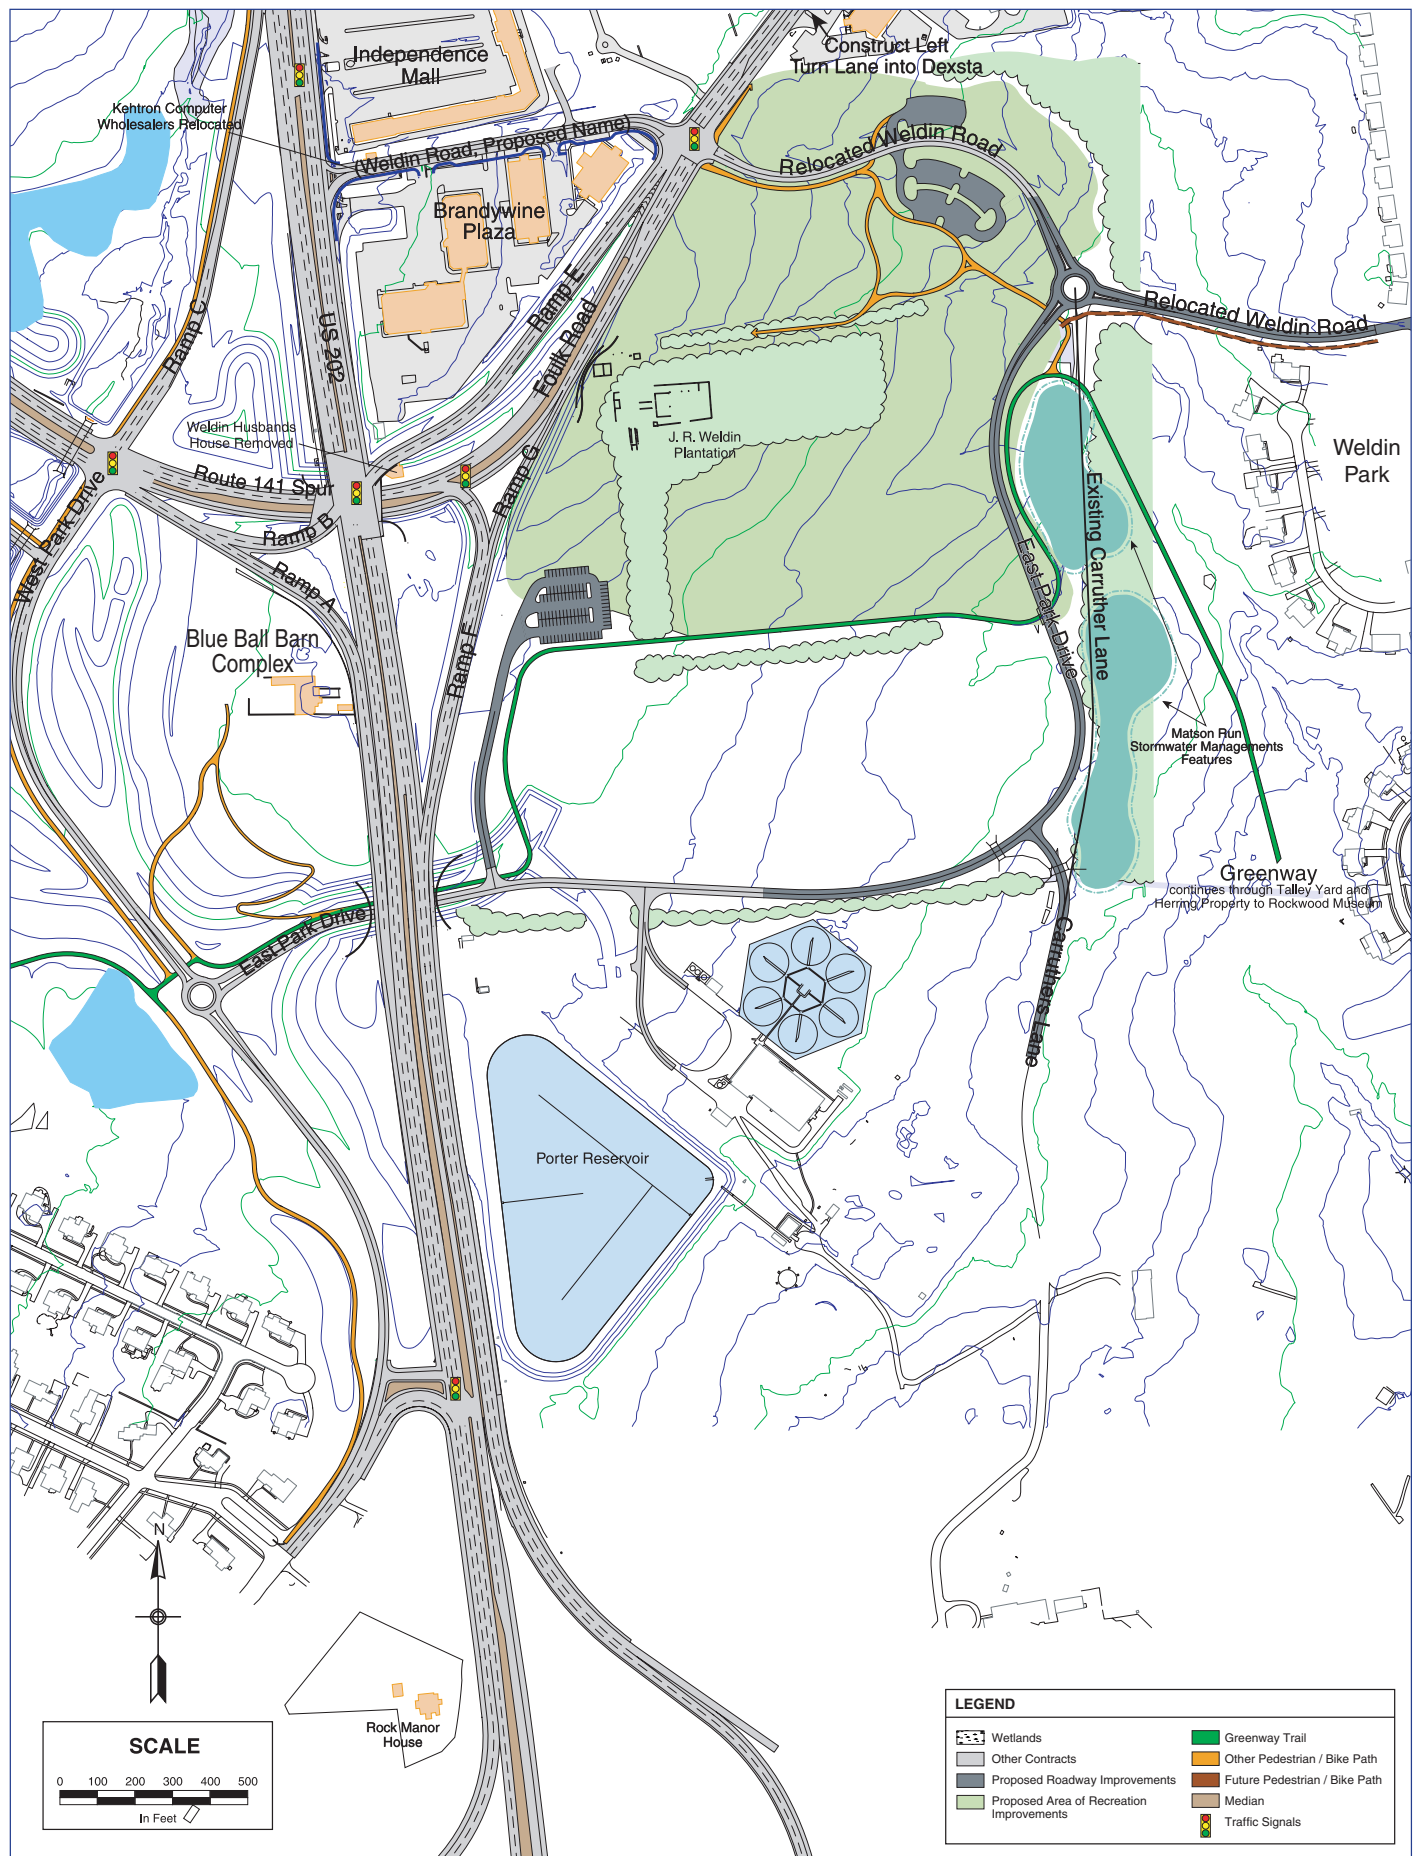 Construct Left
Turn Lane into Dexsta
Independence
Mall
Kehtron Computer
Wholesalers Relocated
(Weldin Road, Proposed Name)
Relocated Weldin Road
Brandywine
Plaza
Ramp E
Foulk Road
Ramp C
US 202
Relocated Weldin Road
Weldin Husbands
House Removed
J. R. Weldin
Plantation
Weldin
Park
Route 141 Spur
Ramp G
Ramp B
West Park Drive
Ramp A
Existing Carruther Lane
East Park Drive
Blue Ball Barn
Complex
Ramp F
Matson Run
Stormwater Managements
Features
Greenway
continues through Talley Yard and
Herring Property to Rockwood Museum
East Park Drive
Carruthers Lane
Porter Reservoir
N
Rock Manor
House
SCALE
0 100 200 300 400 500
In Feet
LEGEND
Wetlands
Other Contracts
Proposed Roadway Improvements
Proposed Area of Recreation
Improvements
Greenway Trail
Other Pedestrian / Bike Path
Future Pedestrian / Bike Path
Median
Traffic Signals